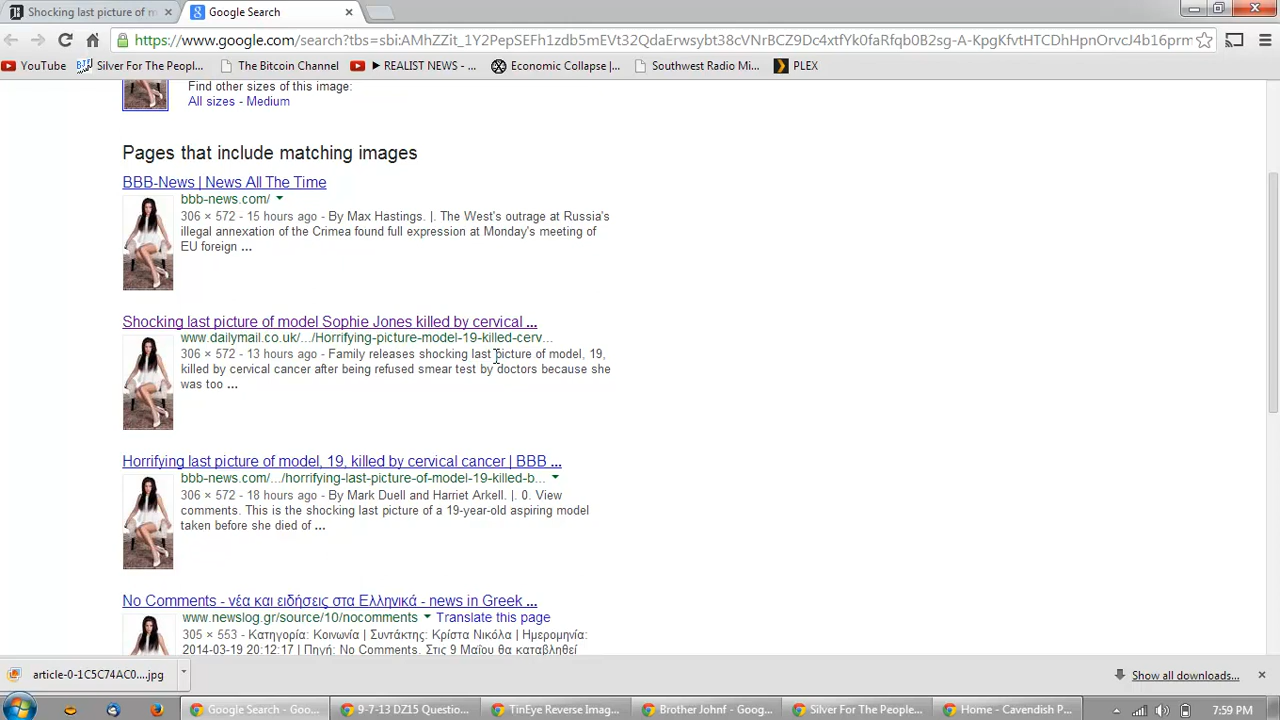 Shocking last picture of m
Google Search
https://www.google.com/search?tbs=sbi:AMhZZit_1Y2PepSEFh1zdb5mEVt32QdaErwsybt38cVNrBCZ9Dc4xtfYk0faRfqb0B2sg-A-KpgKfvtHTCDhHpnOrvcJ4b16prm
YouTube
Silver For The Peopl...
The Bitcoin Channel
► REALIST NEWS - ...
Economic Collapse |...
Southwest Radio Mi...
PLEX
Find other sizes of this image:
All sizes - Medium
Pages that include matching images
BBB-News | News All The Time
bbb-news.com/
306 × 572 - 15 hours ago - By Max Hastings. |. The West's outrage at Russia's
illegal annexation of the Crimea found full expression at Monday's meeting of
EU foreign ...
Shocking last picture of model Sophie Jones killed by cervical ...
www.dailymail.co.uk/.../Horrifying-picture-model-19-killed-cerv...
306 × 572 - 13 hours ago - Family releases shocking last picture of model, 19,
killed by cervical cancer after being refused smear test by doctors because she
was too ...
Horrifying last picture of model, 19, killed by cervical cancer | BBB ...
bbb-news.com/.../horrifying-last-picture-of-model-19-killed-b...
306 × 572 - 18 hours ago - By Mark Duell and Harriet Arkell. |. 0. View
comments. This is the shocking last picture of a 19-year-old aspiring model
taken before she died of ...
No Comments - νέα και ειδήσεις στα Ελληνικά - news in Greek ...
www.newslog.gr/source/10/nocomments
Translate this page
305 × 553 - Κατηγορία: Κοινωνία | Συντάκτης: Κρίστα Νικόλα | Ημερομηνία:
2014-03-19 20:12:17 | Πηγή: No Comments. Στις 9 Μαΐου θα καταβληθεί
article-0-1C5C74AC0....jpg
Show all downloads...
Google Search - Goo...
9-7-13 DZ15 Questio...
TinEye Reverse Imag...
Brother Johnf - Goog...
Silver For The People...
Home - Cavendish P...
7:59 PM